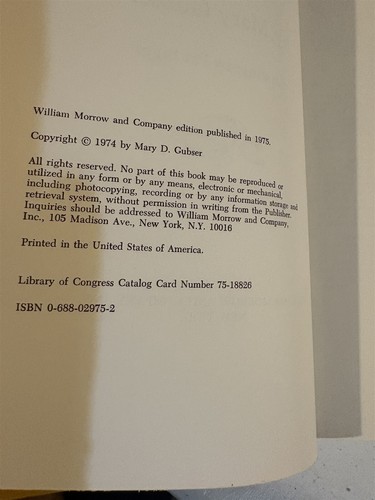 William Morrow and Company edition published in 1975.
Copyright © 1974 by Mary D. Gubser
All rights reserved. No part of this book may be reproduced or
utilized in any form or by any means, electronic or mechanical,
including photocopying, recording or by any information storage and
retrieval system, without permission in writing from the Publisher.
Inquiries should be addressed to William Morrow and Company,
Inc., 105 Madison Ave., New York, N.Y. 10016
Printed in the United States of America.
Library of Congress Catalog Card Number 75-18826
ISBN 0-688-02975-2